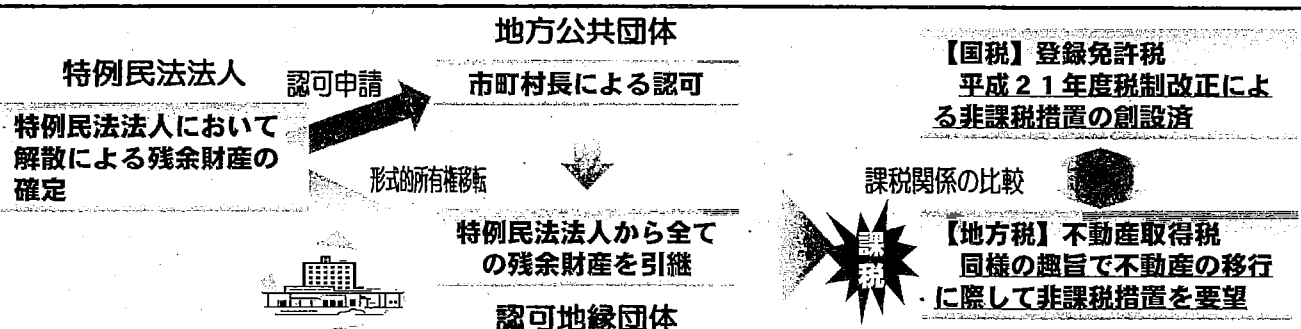 特例民法法人
特例民法法人において
解散による残余財産の
確定
認可申請
形式的所有権移転
地方公共団体
市町村長による認可
特例民法法人から全て
の残余財産を引継
認可地縁団体
【国税】登録免許税
平成21年度税制改正によ
る非課税措置の創設済
課税関係の比較
課税
【地方税】不動産取得税
同様の趣旨で不動産の移行
に際して非課税措置を要望